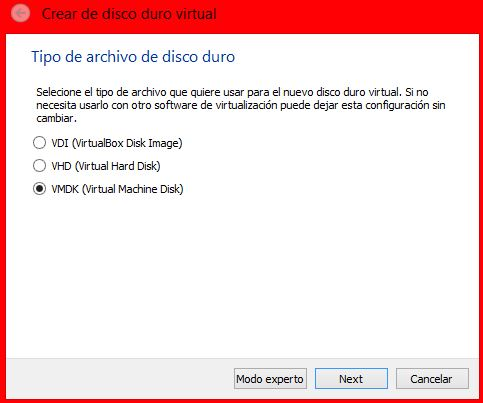 Crear de disco duro virtual
Tipo de archivo de disco duro
Selecione el tipo de archivo que quiere usar para el nuevo disco duro virtual. Si no
necesita usarlo con otro software de virtualización puede dejar esta configuración sin
cambiar.
VDI (VirtualBox Disk Image)
VHD (Virtual Hard Disk)
VMDK (Virtual Machine Disk)
Modo experto Next Cancelar